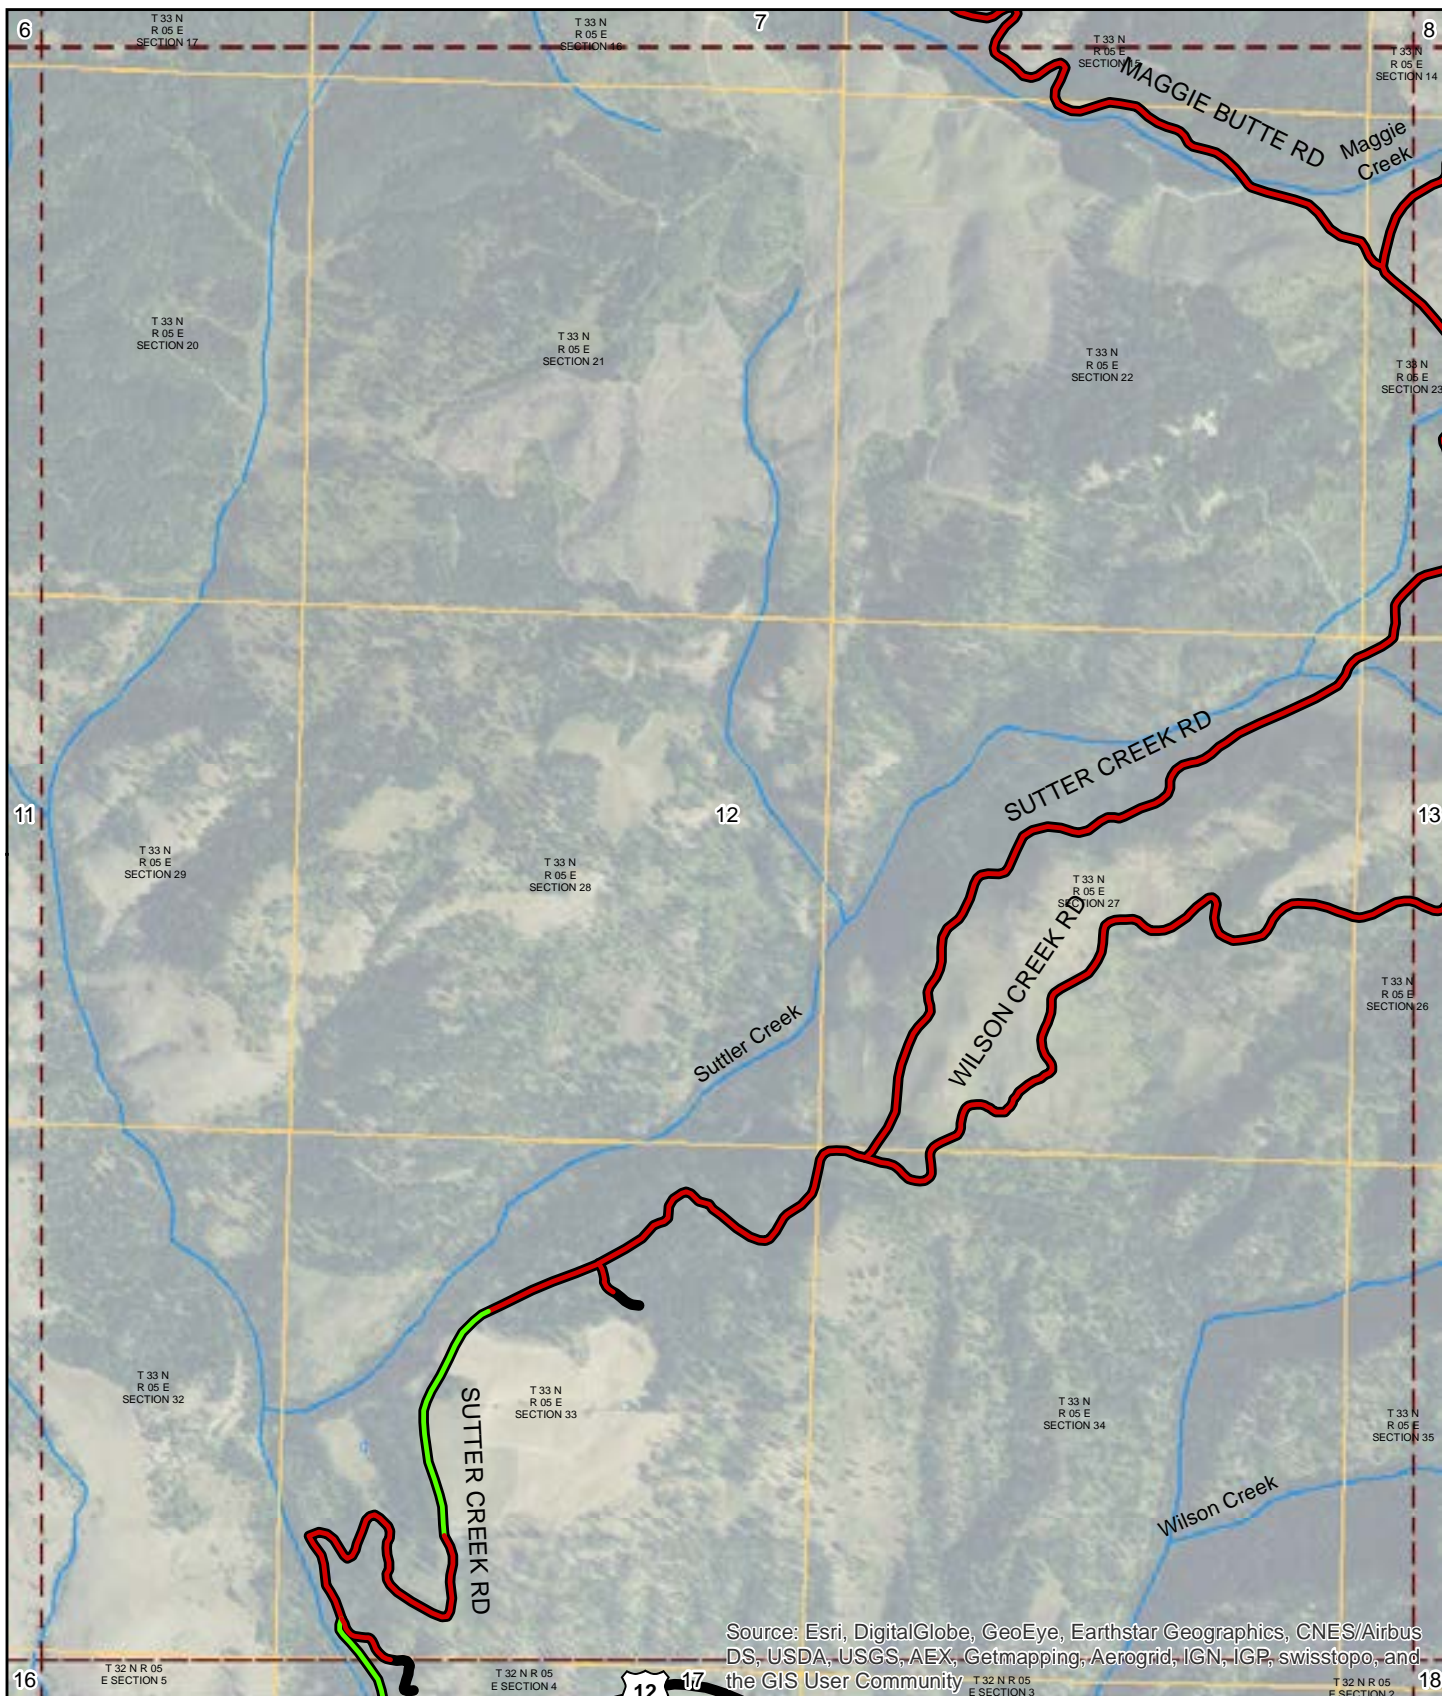 6
T 33 N
R 05 E
SECTION 17
T 33 N
R 05 E
SECTION 16
7
T 33 N
R 05 E
SECTION 15
8
T 33 N
R 05 E
SECTION 14
MAGGIE BUTTE RD
Maggie
Creek
T 33 N
R 05 E
SECTION 20
T 33 N
R 05 E
SECTION 21
T 33 N
R 05 E
SECTION 22
T 33 N
R 05 E
SECTION 23
SUTTER CREEK RD
11
12
13
T 33 N
R 05 E
SECTION 29
T 33 N
R 05 E
SECTION 28
T 33 N
R 05 E
SECTION 27
WILSON CREEK RD
T 33 N
R 05 E
SECTION 26
Suttler Creek
T 33 N
R 05 E
SECTION 32
T 33 N
R 05 E
SECTION 33
SUTTER CREEK RD
T 33 N
R 05 E
SECTION 34
T 33 N
R 05 E
SECTION 35
Wilson Creek
Source: Esri, DigitalGlobe, GeoEye, Earthstar Geographics, CNES/Airbus
DS, USDA, USGS, AEX, Getmapping, Aerogrid, IGN, IGP, swisstopo, and
the GIS User Community
16
T 32 N R 05
E SECTION 5
T 32 N R 05
E SECTION 4
12
17
T 32 N R 05
E SECTION 3
T 32 N R 05
E SECTION 2
18